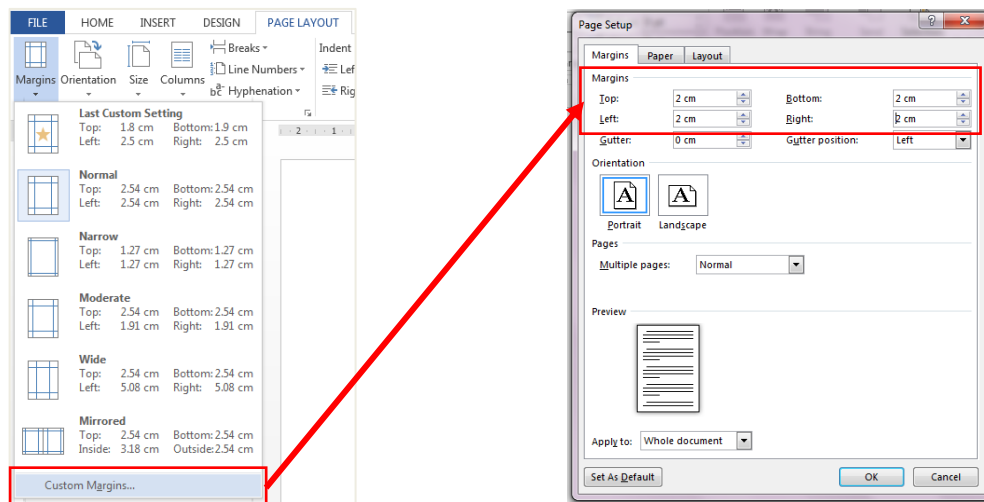 FILE HOME INSERT DESIGN PAGE LAYOUT
Breaks Indent
Line Numbers Lef
Margins Orientation Size Columns bc Hyphenation Rig
Last Custom Setting
Top: 1.8 cm Bottom: 1.9 cm
Left: 2.5 cm Right: 2.5 cm
2 1
Normal
Top: 2.54 cm Bottom: 2.54 cm
Left: 2.54 cm Right: 2.54 cm
Narrow
Top: 1.27 cm Bottom: 1.27 cm
Left: 1.27 cm Right: 1.27 cm
Moderate
Top: 2.54 cm Bottom: 2.54 cm
Left: 1.91 cm Right: 1.91 cm
Wide
Top: 2.54 cm Bottom: 2.54 cm
Left: 5.08 cm Right: 5.08 cm
Mirrored
Top: 2.54 cm Bottom: 2.54 cm
Inside: 3.18 cm Outside: 2.54 cm
Custom Margins...
Page Setup
Margins Paper Layout
Margins
Top: 2 cm Bottom: 2 cm
Left: 2 cm Right: 2 cm
Gutter: 0 cm Gutter position: Left
Orientation
A A
Portrait Landscape
Pages
Multiple pages: Normal
Preview
Apply to: Whole document
Set As Default OK Cancel